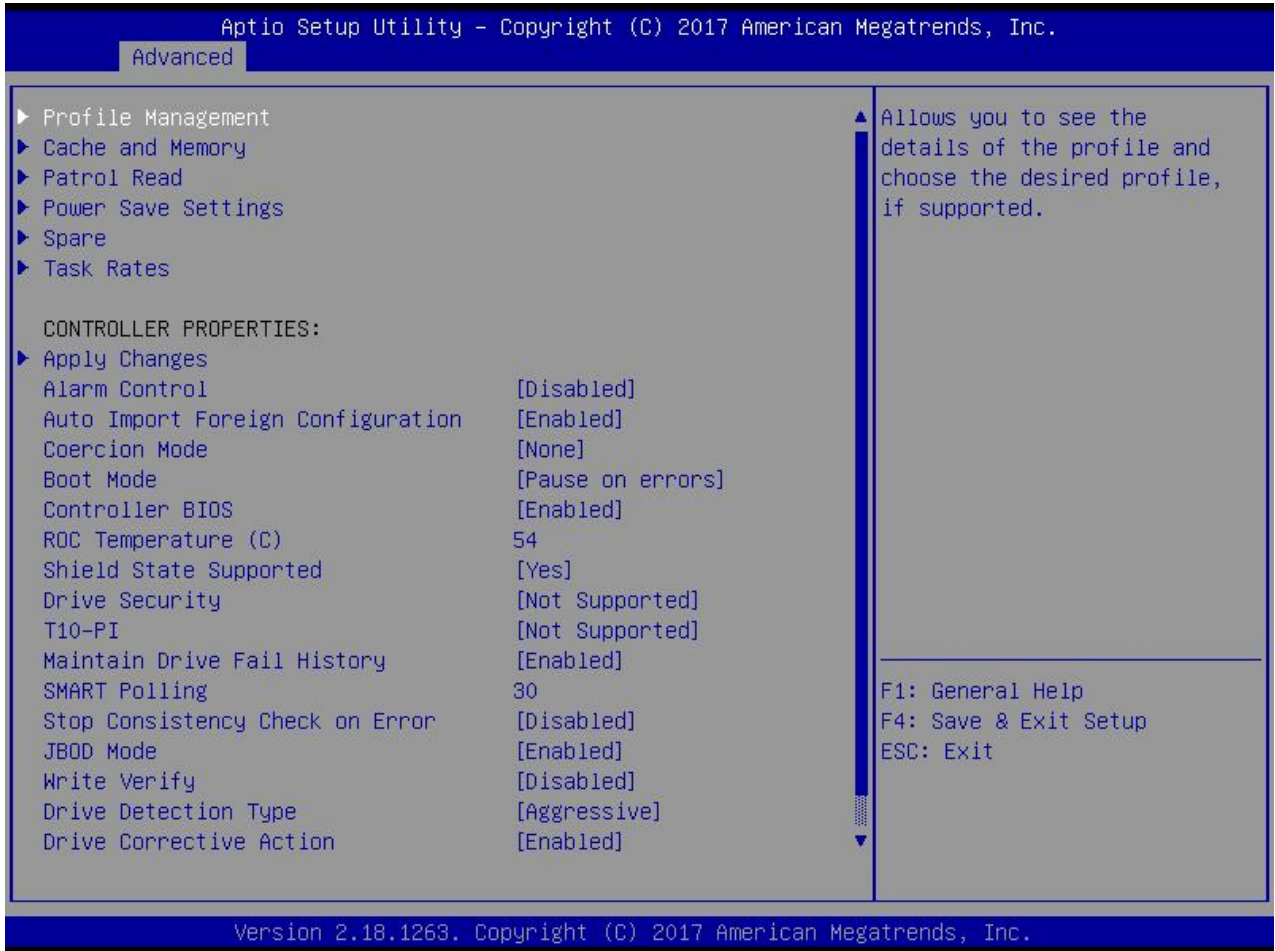 Aptio Setup Utility – Copyright (C) 2017 American Megatrends, Inc.
Advanced
Profile Management
Cache and Memory
Patrol Read
Power Save Settings
Spare
Task Rates
CONTROLLER PROPERTIES:
Apply Changes
Alarm Control [Disabled]
Auto Import Foreign Configuration [Enabled]
Coercion Mode [None]
Boot Mode [Pause on errors]
Controller BIOS [Enabled]
ROC Temperature (C) 54
Shield State Supported [Yes]
Drive Security [Not Supported]
T10-PI [Not Supported]
Maintain Drive Fail History [Enabled]
SMART Polling 30
Stop Consistency Check on Error [Disabled]
JBOD Mode [Enabled]
Write Verify [Disabled]
Drive Detection Type [Aggressive]
Drive Corrective Action [Enabled]
Allows you to see the
details of the profile and
choose the desired profile,
if supported.
F1: General Help
F4: Save & Exit Setup
ESC: Exit
Version 2.18.1263. Copyright (C) 2017 American Megatrends, Inc.